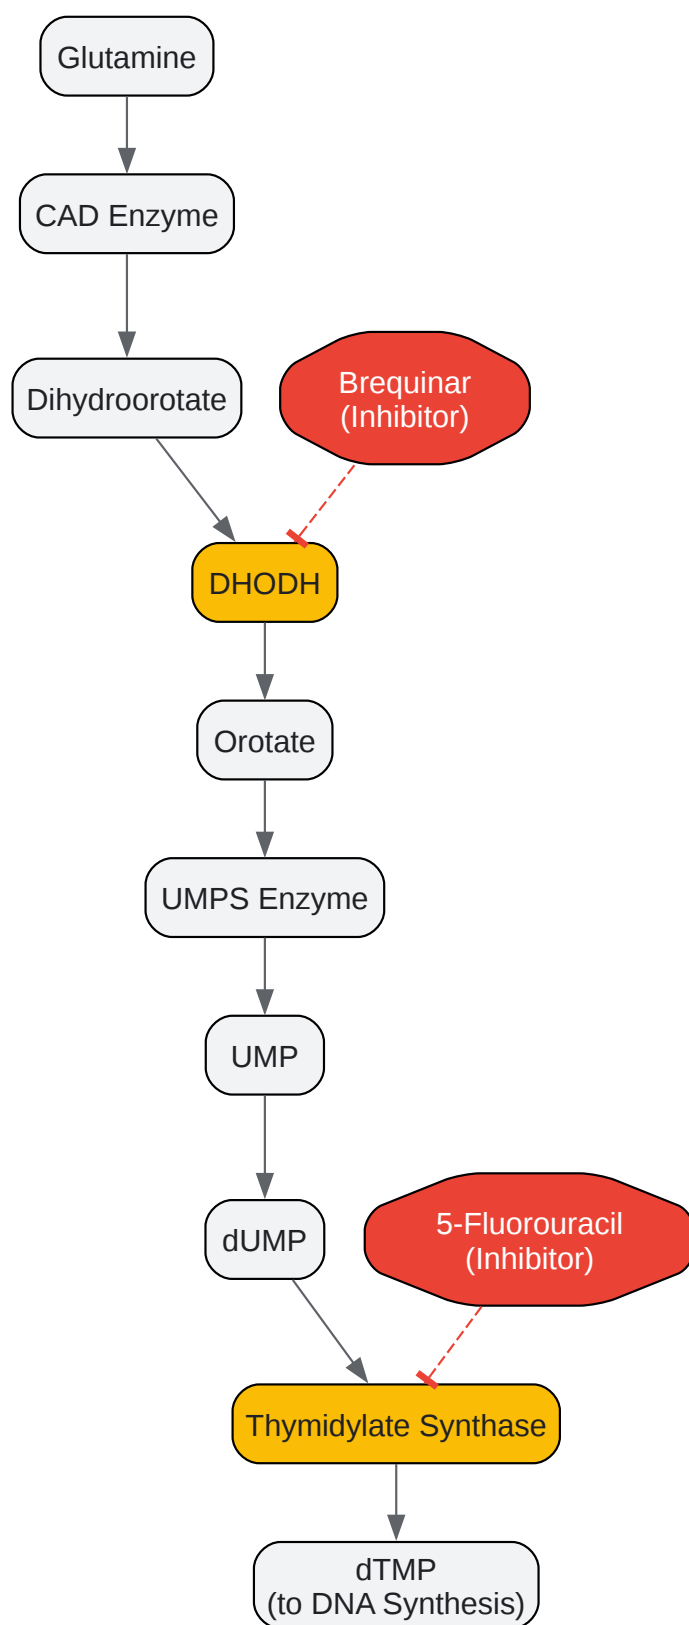 Glutamine
CAD Enzyme
Dihydroorotate
Brequinar
(Inhibitor)
DHODH
Orotate
UMPS Enzyme
UMP
dUMP
5-Fluorouracil
(Inhibitor)
Thymidylate Synthase
dTMP
(to DNA Synthesis)